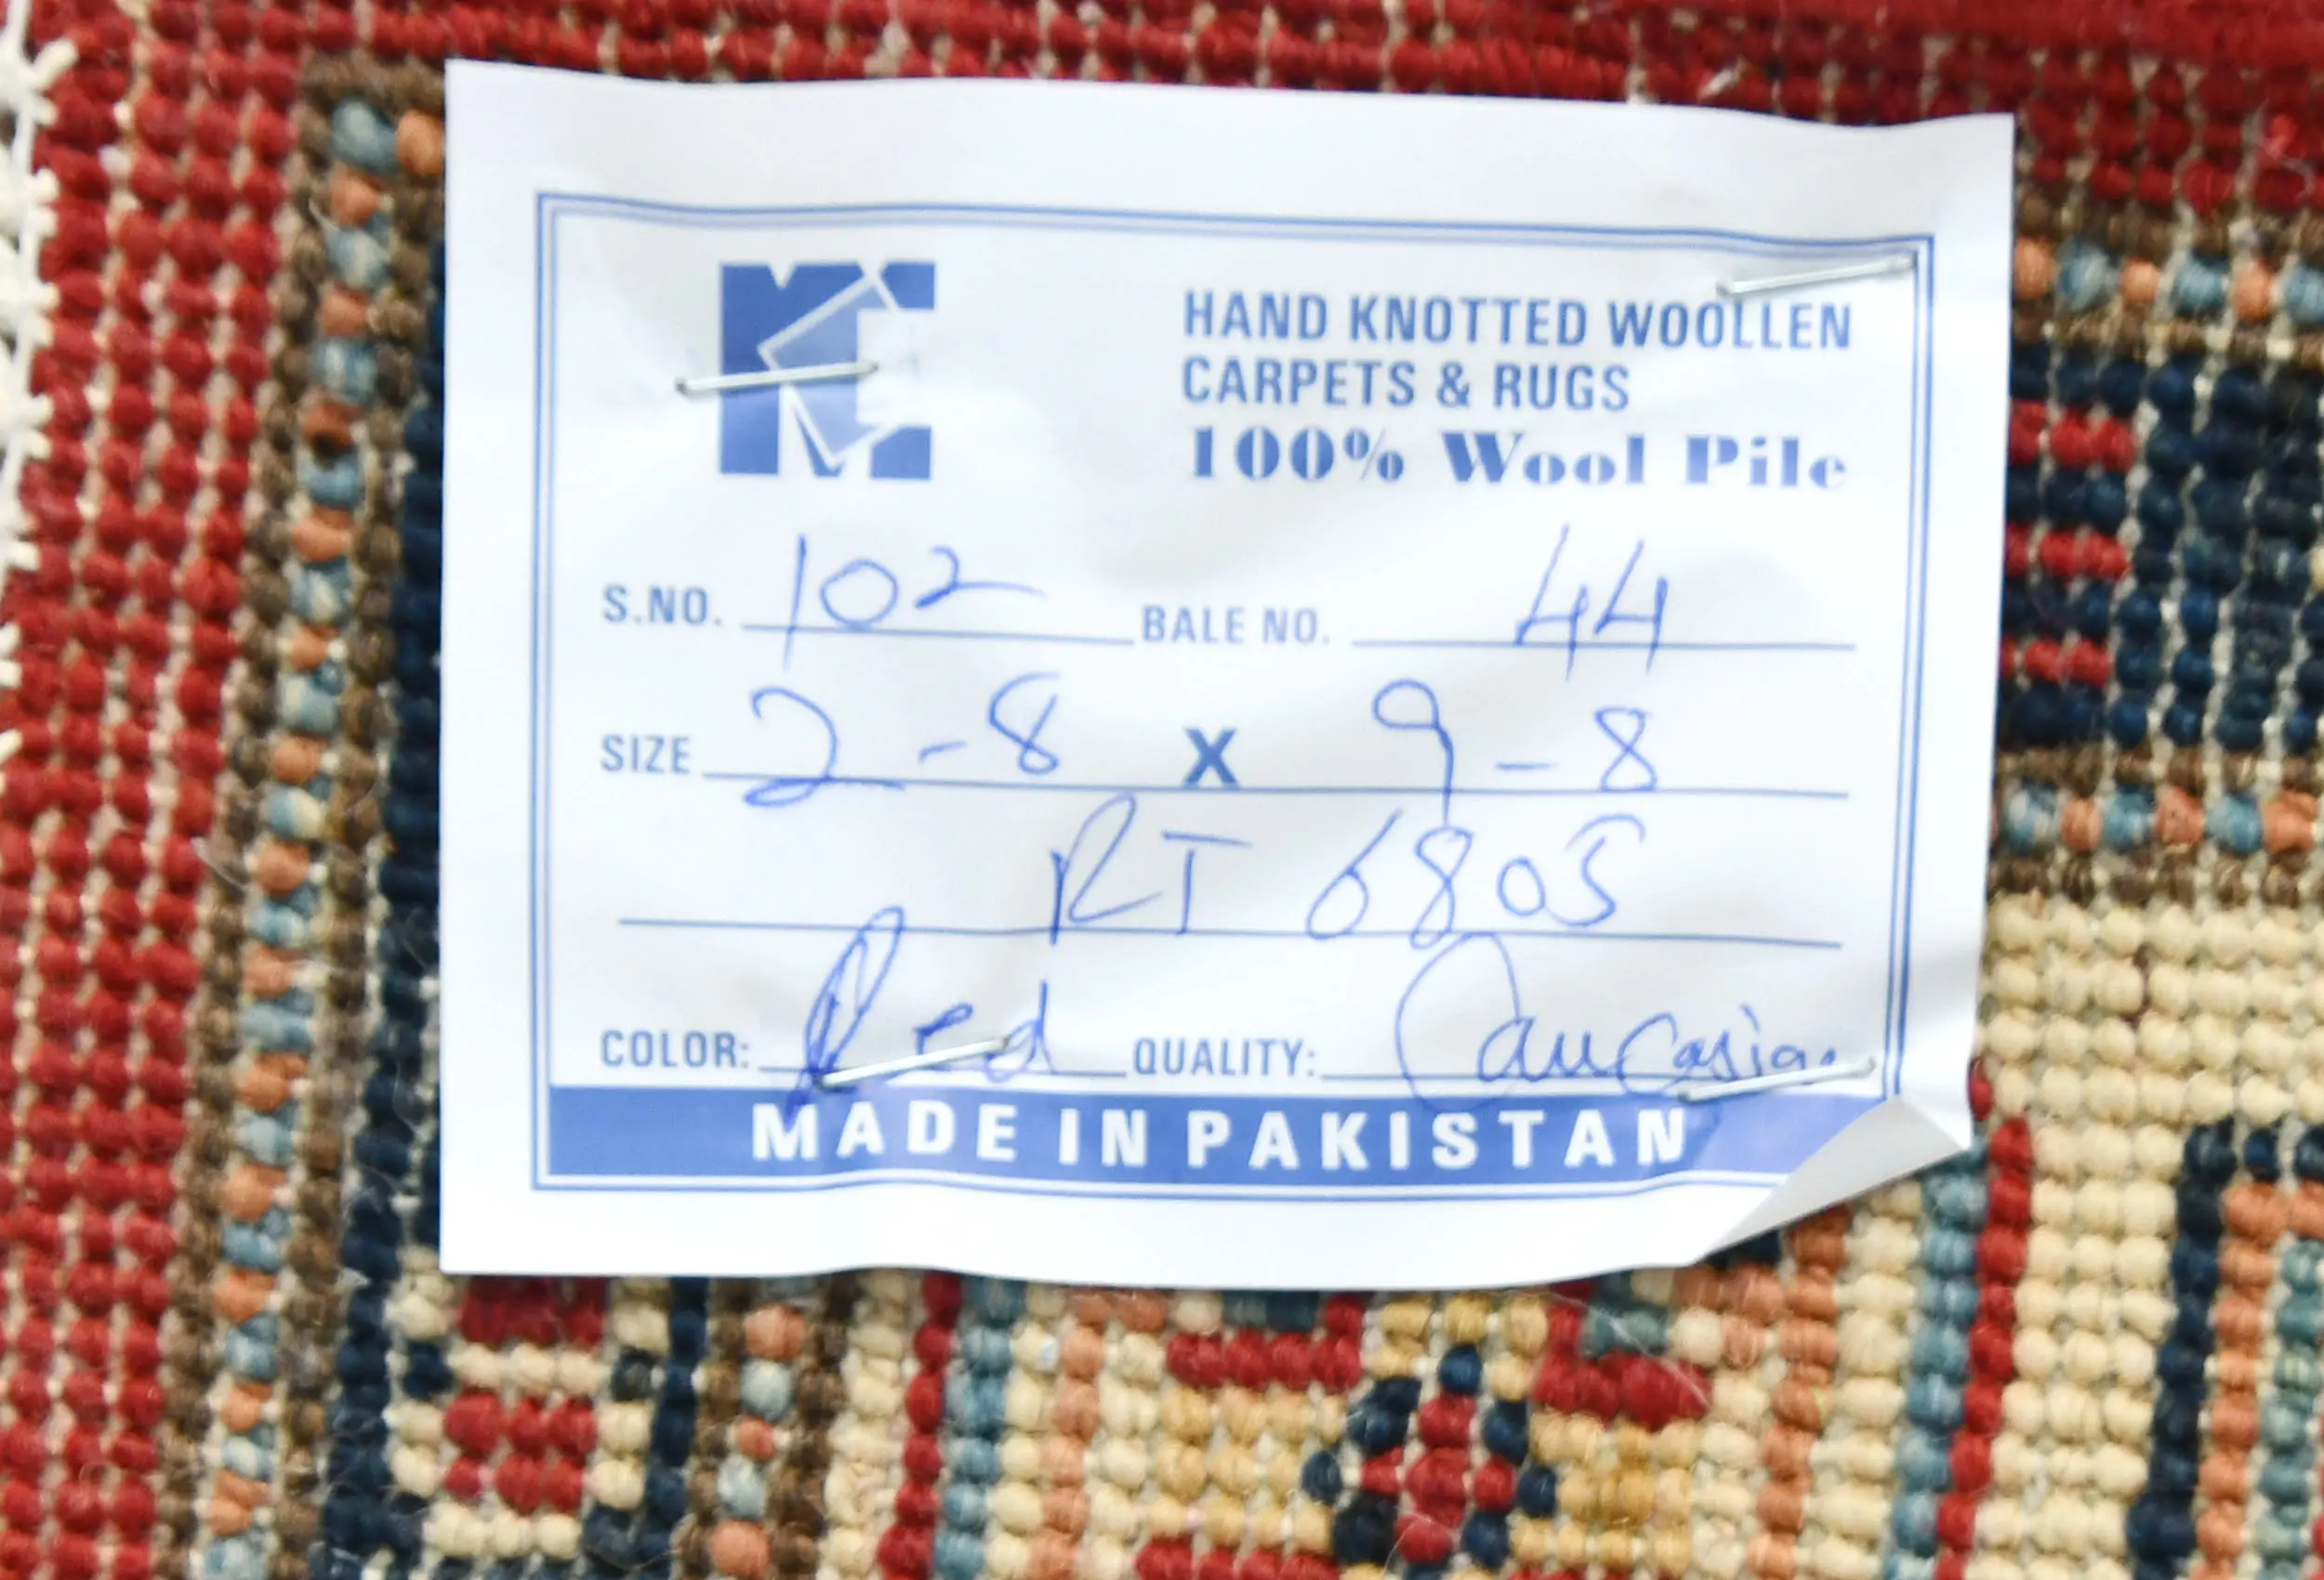 KC
HAND KNOTTED WOOLLEN
CARPETS & RUGS
100% Wool Pile
S.NO. 102 BALE NO. 44
SIZE 2-8 X 9-8
RT 6805
COLOR: Red QUALITY: Caucasian
MADE IN PAKISTAN